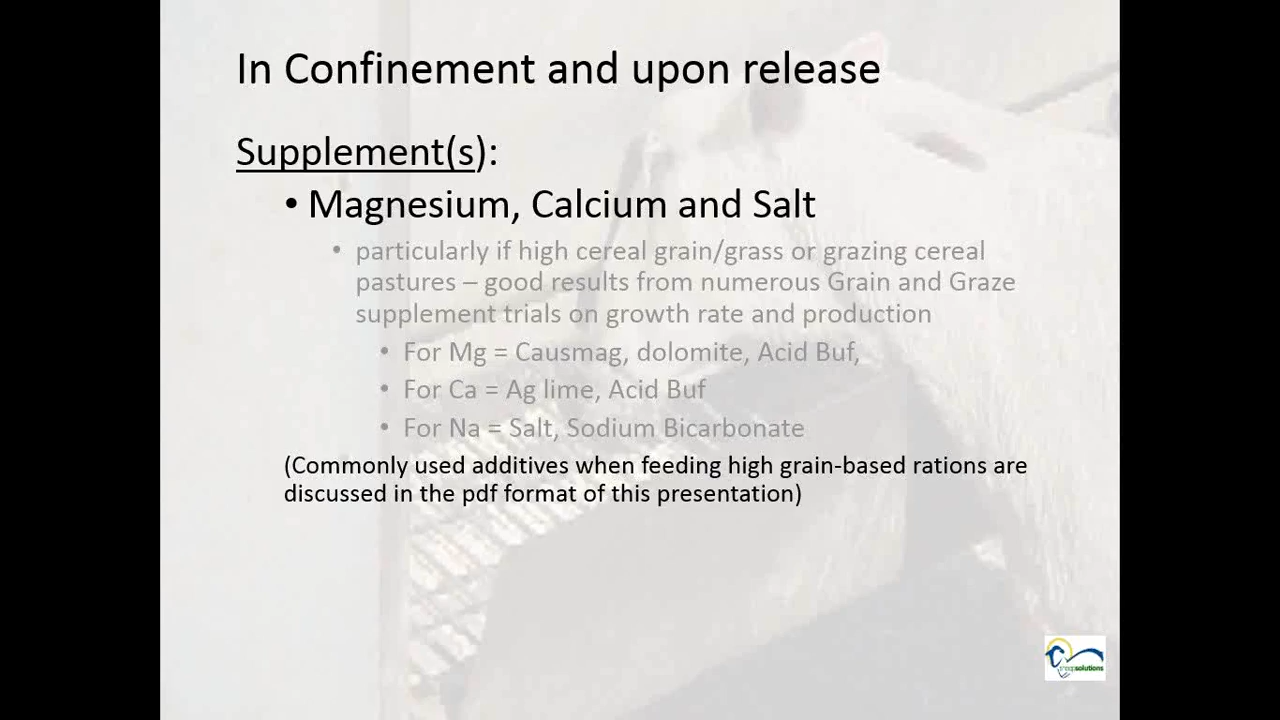 In Confinement and upon release
Supplement(s):
• Magnesium, Calcium and Salt
• particularly if high cereal grain/grass or grazing cereal
pastures – good results from numerous Grain and Graze
supplement trials on growth rate and production
• For Mg = Causmag, dolomite, Acid Buf,
• For Ca = Ag lime, Acid Buf
• For Na = Salt, Sodium Bicarbonate
(Commonly used additives when feeding high grain-based rations are
discussed in the pdf format of this presentation)